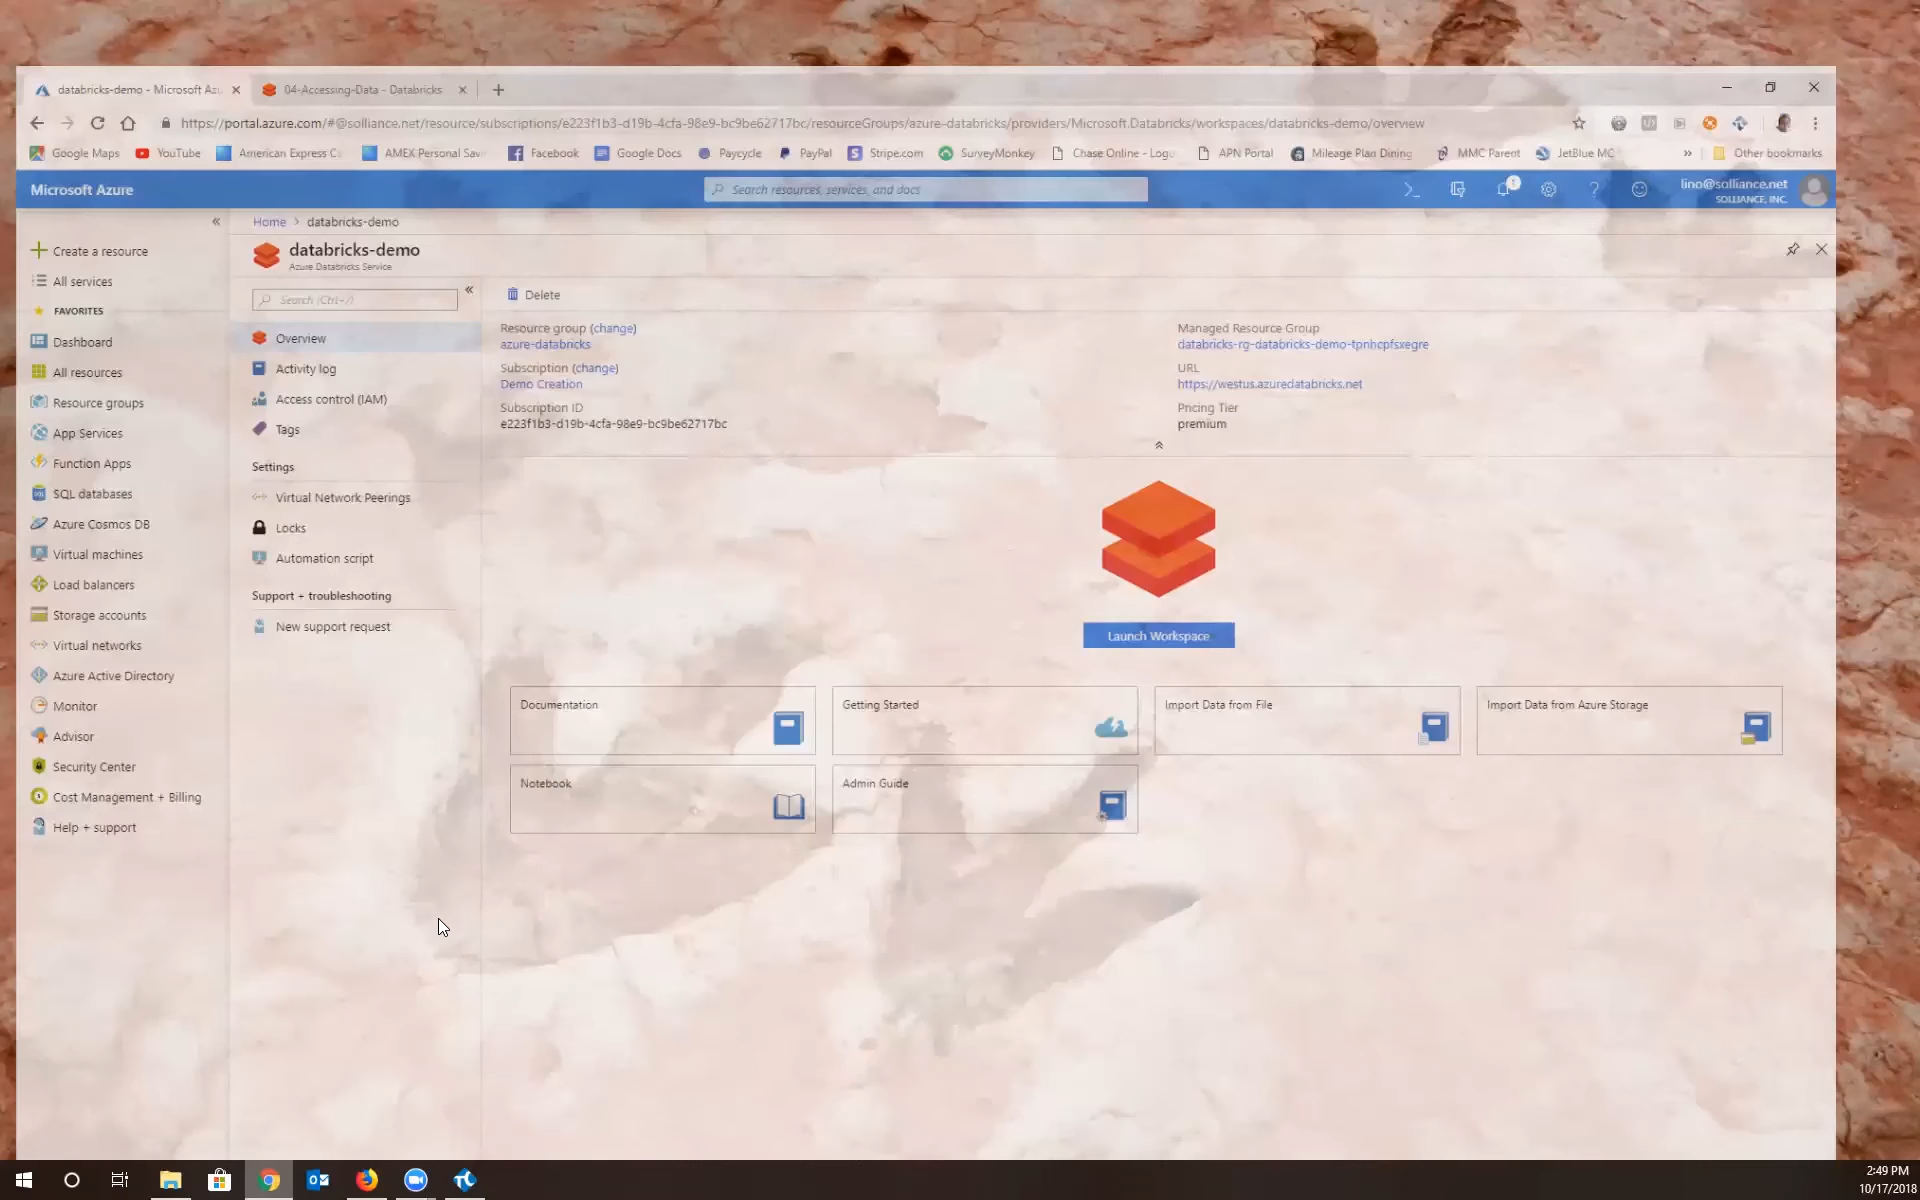 databricks-demo - Microsoft Azu
04-Accessing-Data - Databricks
https://portal.azure.com/#@solliance.net/resource/subscriptions/e223f1b3-d19b-4cfa-98e9-bc9be62717bc/resourceGroups/azure-databricks/providers/Microsoft.Databricks/workspaces/databricks-demo/overview
Google Maps YouTube American Express C AMEX Personal Savi Facebook Google Docs Paycycle PayPal Stripe.com SurveyMonkey Chase Online - Logo APN Portal Mileage Plan Dining MMC Parent JetBlue MC » Other bookmarks
Microsoft Azure
Search resources, services, and docs
1
lino@solliance.net
SOLLIANCE, INC.
Home > databricks-demo
Create a resource
All services
FAVORITES
Dashboard
All resources
Resource groups
App Services
Function Apps
SQL databases
Azure Cosmos DB
Virtual machines
Load balancers
Storage accounts
Virtual networks
Azure Active Directory
Monitor
Advisor
Security Center
Cost Management + Billing
Help + support
databricks-demo
Azure Databricks Service
Search (Ctrl+/)
Overview
Activity log
Access control (IAM)
Tags
Settings
Virtual Network Peerings
Locks
Automation script
Support + troubleshooting
New support request
Delete
Resource group (change)
azure-databricks
Subscription (change)
Demo Creation
Subscription ID
e223f1b3-d19b-4cfa-98e9-bc9be62717bc
Managed Resource Group
databricks-rg-databricks-demo-tpnhcpfsxegre
URL
https://westus.azuredatabricks.net
Pricing Tier
premium
Launch Workspace
Documentation
Getting Started
Import Data from File
Import Data from Azure Storage
Notebook
Admin Guide
2:49 PM
10/17/2018